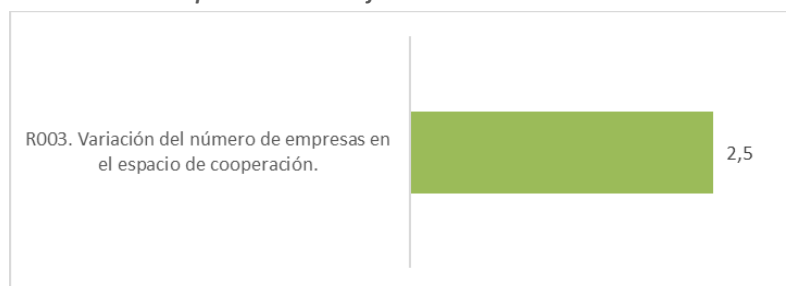 R003. Variación del número de empresas en
el espacio de cooperación.
2,5